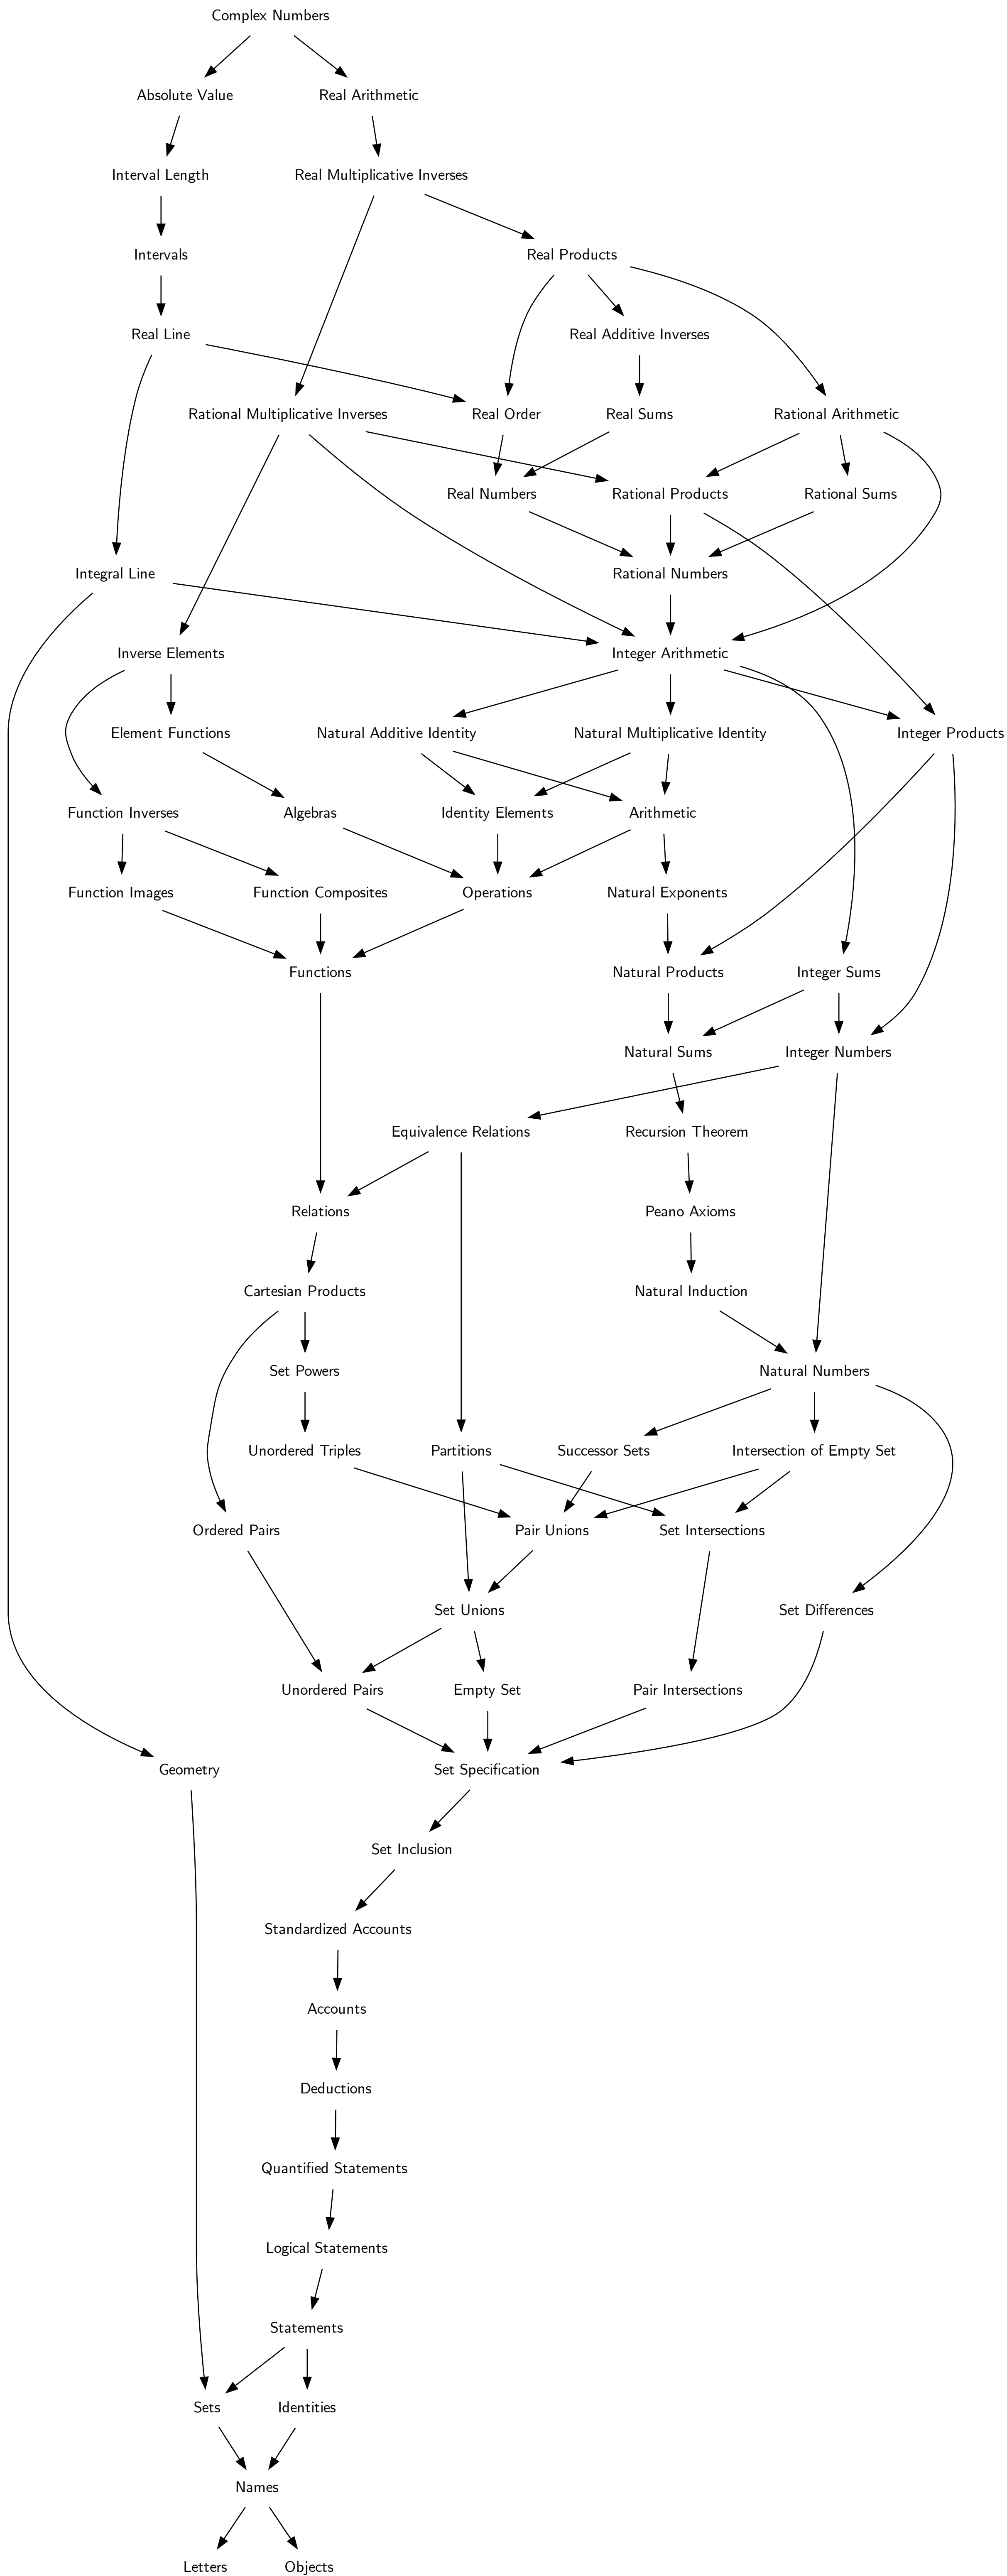 Complex Numbers
Absolute Value
Real Arithmetic
Interval Length
Real Multiplicative Inverses
Intervals
Real Products
Real Line
Real Additive Inverses
Rational Multiplicative Inverses
Real Order
Real Sums
Rational Arithmetic
Real Numbers
Rational Products
Rational Sums
Integral Line
Rational Numbers
Inverse Elements
Integer Arithmetic
Element Functions
Natural Additive Identity
Natural Multiplicative Identity
Integer Products
Function Inverses
Algebras
Identity Elements
Arithmetic
Function Images
Function Composites
Operations
Natural Exponents
Functions
Natural Products
Integer Sums
Natural Sums
Integer Numbers
Equivalence Relations
Recursion Theorem
Relations
Peano Axioms
Cartesian Products
Natural Induction
Set Powers
Natural Numbers
Unordered Triples
Partitions
Successor Sets
Intersection of Empty Set
Ordered Pairs
Pair Unions
Set Intersections
Set Unions
Set Differences
Unordered Pairs
Empty Set
Pair Intersections
Geometry
Set Specification
Set Inclusion
Standardized Accounts
Accounts
Deductions
Quantified Statements
Logical Statements
Statements
Sets
Identities
Names
Letters
Objects